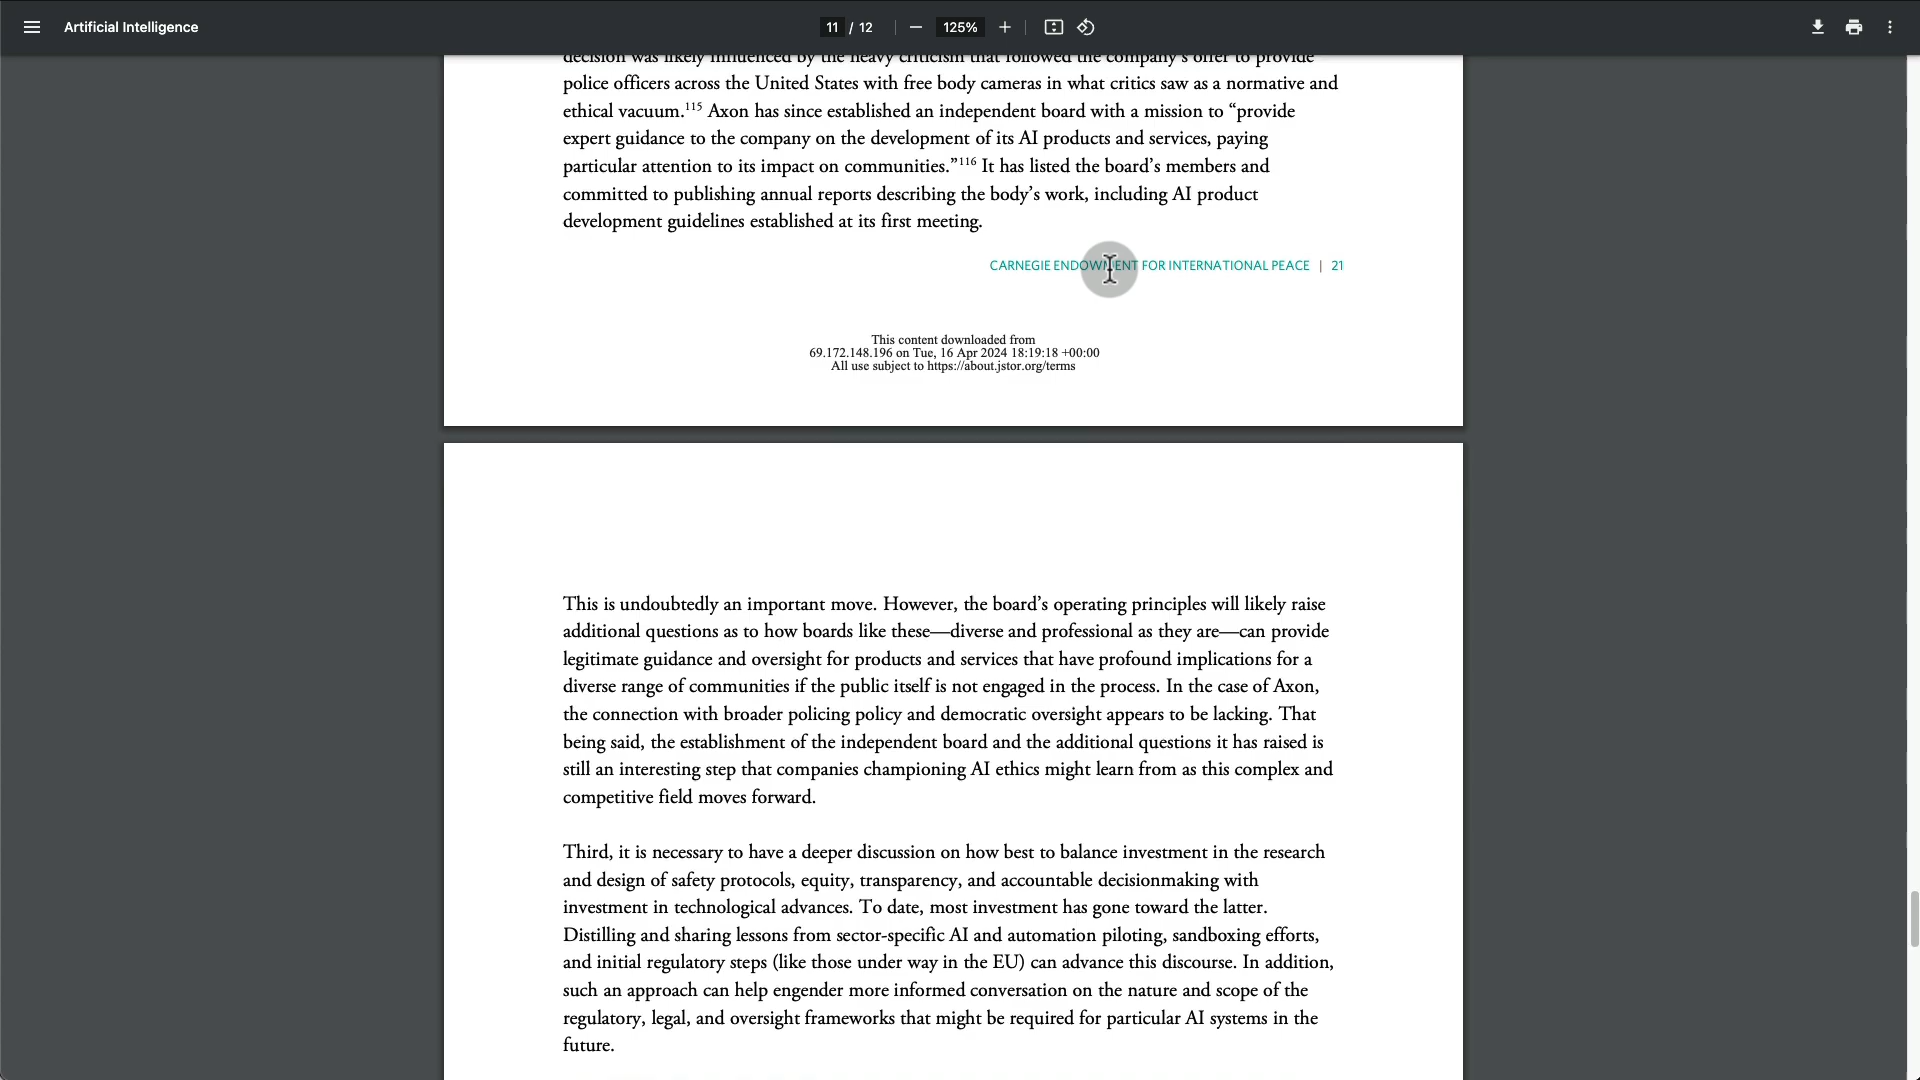 Artificial Intelligence
11 / 12
125%
decision was likely influenced by the heavy criticism that followed the company's offer to provide
police officers across the United States with free body cameras in what critics saw as a normative and
ethical vacuum.115 Axon has since established an independent board with a mission to “provide
expert guidance to the company on the development of its AI products and services, paying
particular attention to its impact on communities.”116 It has listed the board’s members and
committed to publishing annual reports describing the body’s work, including AI product
development guidelines established at its first meeting.
CARNEGIE ENDOWMENT FOR INTERNATIONAL PEACE | 21
This content downloaded from
69.172.148.196 on Tue, 16 Apr 2024 18:19:18 +00:00
All use subject to https://about.jstor.org/terms
This is undoubtedly an important move. However, the board’s operating principles will likely raise
additional questions as to how boards like these—diverse and professional as they are—can provide
legitimate guidance and oversight for products and services that have profound implications for a
diverse range of communities if the public itself is not engaged in the process. In the case of Axon,
the connection with broader policing policy and democratic oversight appears to be lacking. That
being said, the establishment of the independent board and the additional questions it has raised is
still an interesting step that companies championing AI ethics might learn from as this complex and
competitive field moves forward.
Third, it is necessary to have a deeper discussion on how best to balance investment in the research
and design of safety protocols, equity, transparency, and accountable decisionmaking with
investment in technological advances. To date, most investment has gone toward the latter.
Distilling and sharing lessons from sector-specific AI and automation piloting, sandboxing efforts,
and initial regulatory steps (like those under way in the EU) can advance this discourse. In addition,
such an approach can help engender more informed conversation on the nature and scope of the
regulatory, legal, and oversight frameworks that might be required for particular AI systems in the
future.